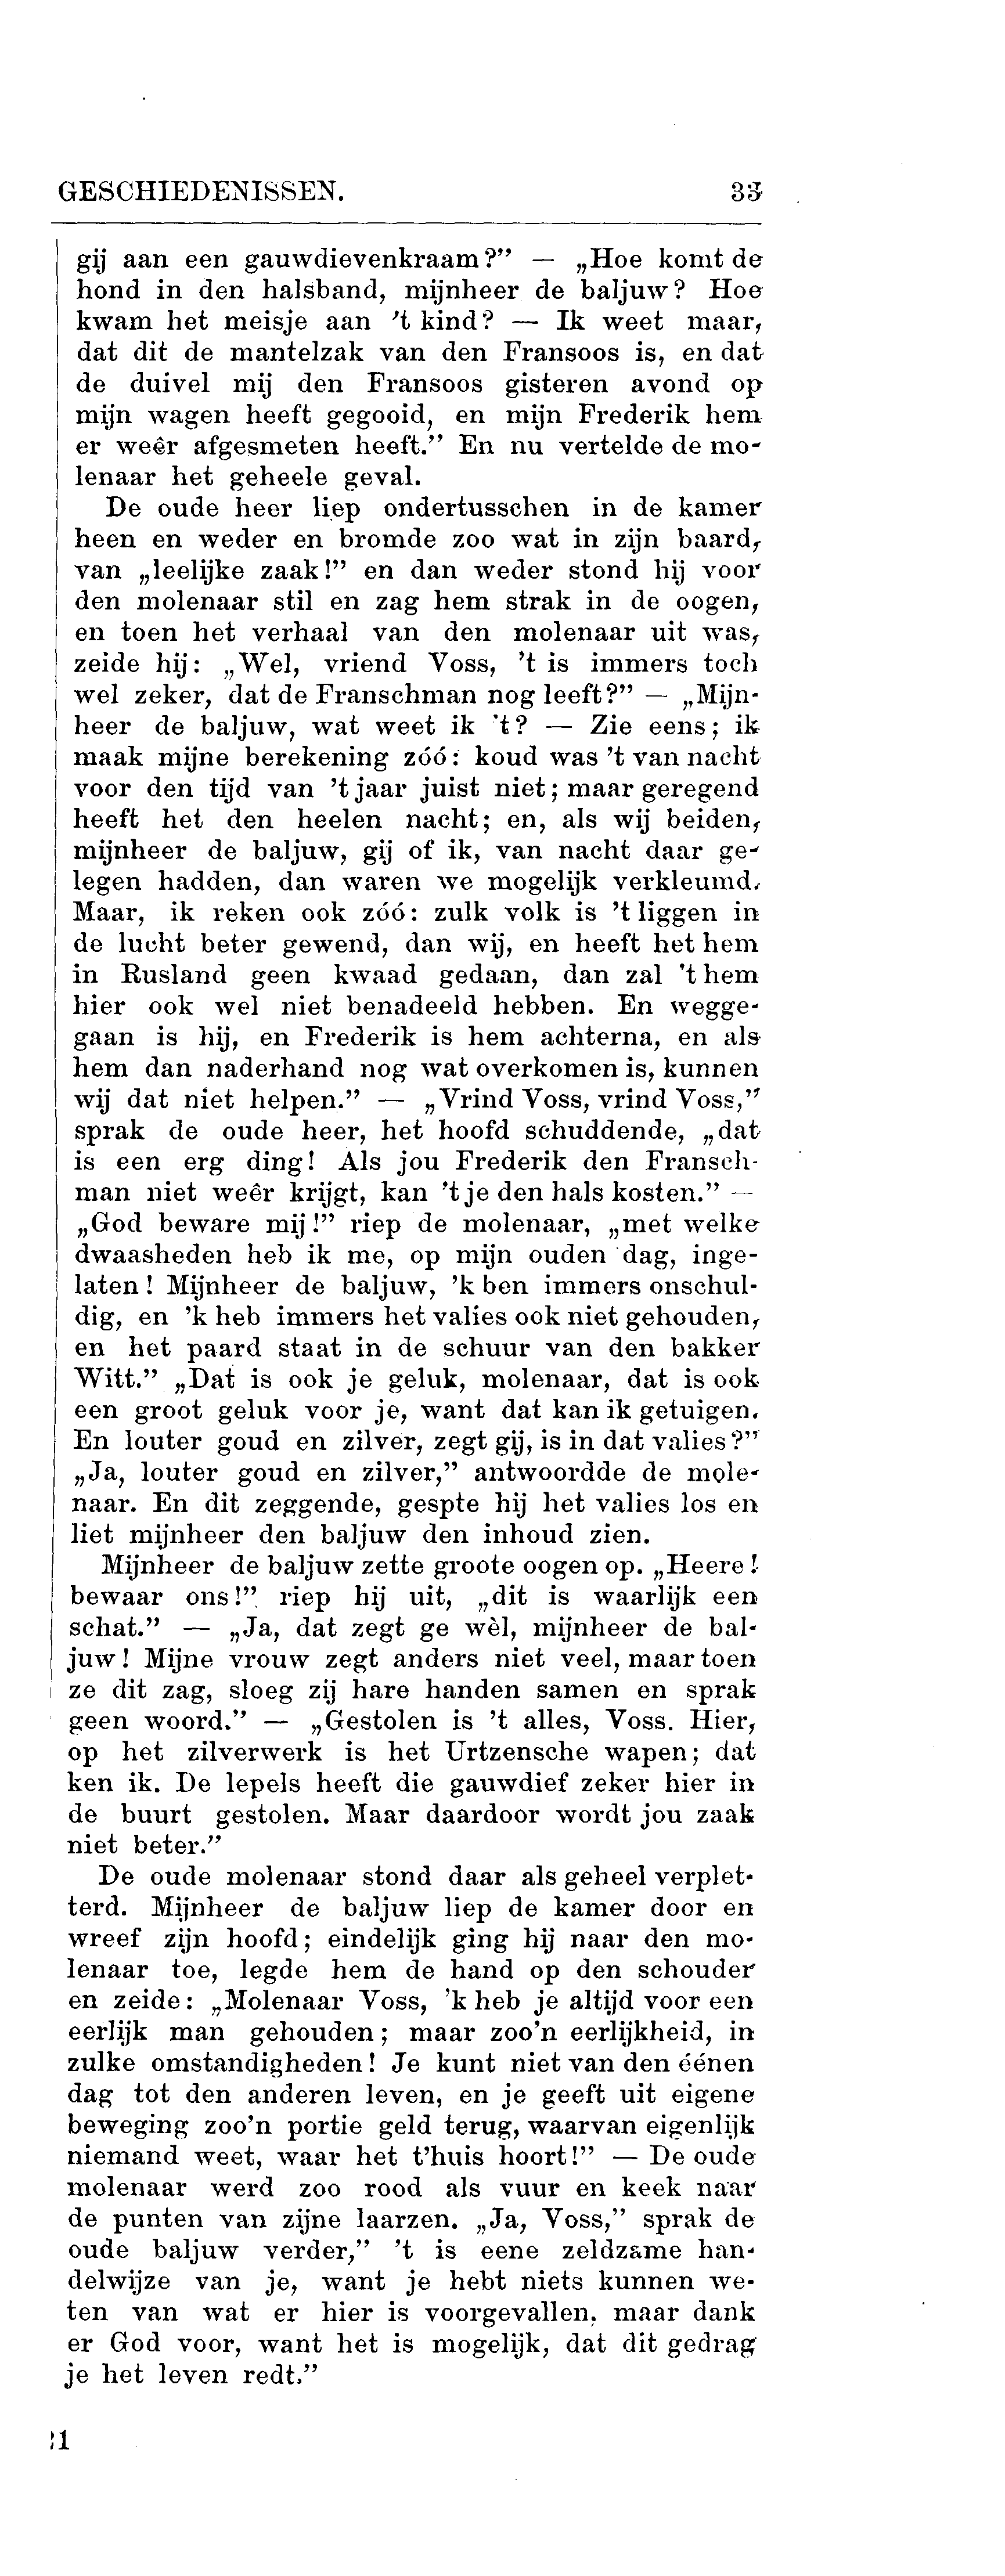 GESCHIEDENISSEN. 33
gij aan een gauwdievenkraam?” — „Hoe komt de
hond in den halsband, mijnheer de baljuw? Hoe
kwam het meisje aan 't kind? — Ik weet maar,
dat dit de mantelzak van den Fransoos is, en dat
de duivel mij den Fransoos gisteren avond op
mijn wagen heeft gegooid, en mijn Frederik hem
er weêr afgesmeten heeft.” En nu vertelde de mo-
lenaar het geheele geval.
De oude heer liep ondertusschen in de kamer
heen en weder en bromde zoo wat in zijn baard,
van „leelijke zaak!” en dan weder stond hij voor
den molenaar stil en zag hem strak in de oogen,
en toen het verhaal van den molenaar uit was,
zeide hij: „Wel, vriend Voss, 't is immers toch
wel zeker, dat de Franschman nog leeft?” — „Mijn-
heer de baljuw, wat weet ik 't? — Zie eens; ik
maak mijne berekening zóó: koud was 't van nacht
voor den tijd van 't jaar juist niet; maar geregend
heeft het den heelen nacht; en, als wij beiden,
mijnheer de baljuw, gij of ik, van nacht daar ge-
legen hadden, dan waren we mogelijk verkleumd.
Maar, ik reken ook zóó: zulk volk is 't liggen in
de lucht beter gewend, dan wij, en heeft het hem
in Rusland geen kwaad gedaan, dan zal 't hem
hier ook wel niet benadeeld hebben. En wegge-
gaan is hij, en Frederik is hem achterna, en als
hem dan naderhand nog wat overkomen is, kunnen
wij dat niet helpen.” — „Vrind Voss, vrind Voss,”
sprak de oude heer, het hoofd schuddende, „dat
is een erg ding! Als jou Frederik den Fransch-
man niet weêr krijgt, kan 't je den hals kosten.” —
„God beware mij!” riep de molenaar, „met welke
dwaasheden heb ik me, op mijn ouden dag, inge-
laten! Mijnheer de baljuw, 'k ben immers onschul-
dig, en 'k heb immers het valies ook niet gehouden,
en het paard staat in de schuur van den bakker
Witt.” „Dat is ook je geluk, molenaar, dat is ook
een groot geluk voor je, want dat kan ik getuigen.
En louter goud en zilver, zegt gij, is in dat valies?”
„Ja, louter goud en zilver,” antwoordde de mole-
naar. En dit zeggende, gespte hij het valies los en
liet mijnheer den baljuw den inhoud zien.
Mijnheer de baljuw zette groote oogen op. „Heere!
bewaar ons!” riep hij uit, „dit is waarlijk een
schat.” — „Ja, dat zegt ge wèl, mijnheer de bal-
juw! Mijne vrouw zegt anders niet veel, maar toen
ze dit zag, sloeg zij hare handen samen en sprak
geen woord.” — „Gestolen is 't alles, Voss. Hier,
op het zilverwerk is het Urtzensche wapen; dat
ken ik. De lepels heeft die gauwdief zeker hier in
de buurt gestolen. Maar daardoor wordt jou zaak
niet beter.”
De oude molenaar stond daar als geheel verplet-
terd. Mijnheer de baljuw liep de kamer door en
wreef zijn hoofd; eindelijk ging hij naar den mo-
lenaar toe, legde hem de hand op den schouder
en zeide: „Molenaar Voss, 'k heb je altijd voor een
eerlijk man gehouden; maar zoo'n eerlijkheid, in
zulke omstandigheden! Je kunt niet van den éénen
dag tot den anderen leven, en je geeft uit eigene
beweging zoo'n portie geld terug, waarvan eigenlijk
niemand weet, waar het t'huis hoort!” — De oude
molenaar werd zoo rood als vuur en keek naar
de punten van zijne laarzen. „Ja, Voss,” sprak de
oude baljuw verder,” 't is eene zeldzame han-
delwijze van je, want je hebt niets kunnen we-
ten van wat er hier is voorgevallen, maar dank
er God voor, want het is mogelijk, dat dit gedrag
je het leven redt.”
21